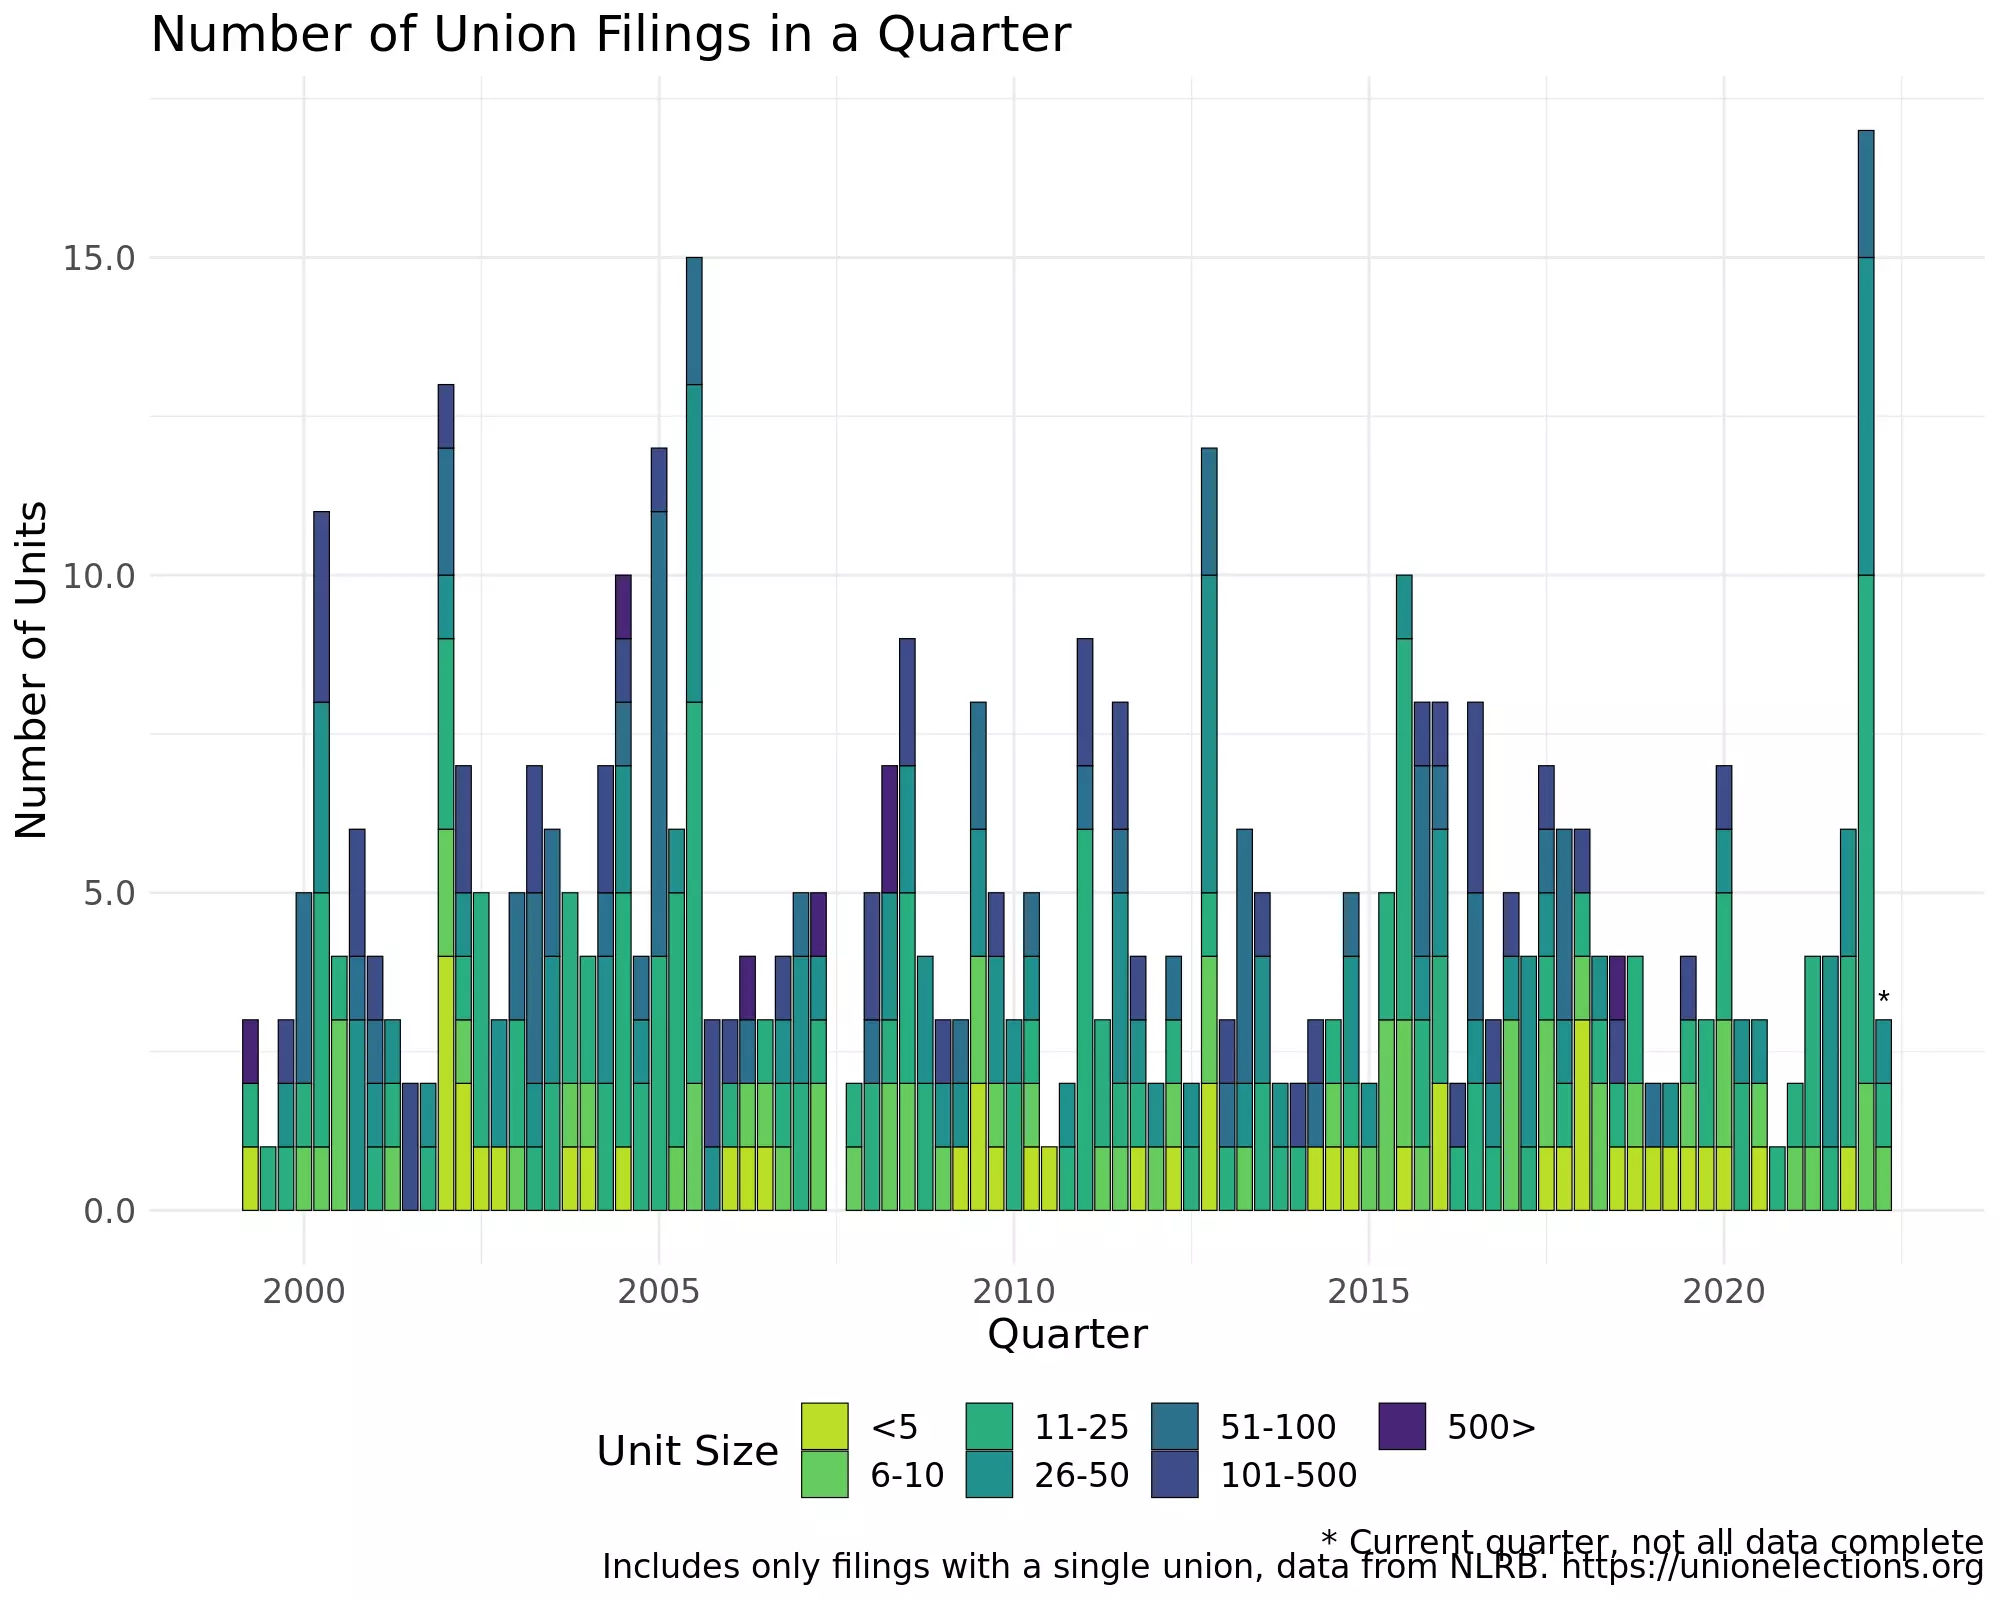 Number of Union Filings in a Quarter
Number of Units
15.0
10.0
5.0
0.0
*
2000 2005 2010 2015 2020
Quarter
Unit Size
<5 11-25 51-100 500>
6-10 26-50 101-500
* Current quarter, not all data complete
Includes only filings with a single union, data from NLRB. https://unionelections.org